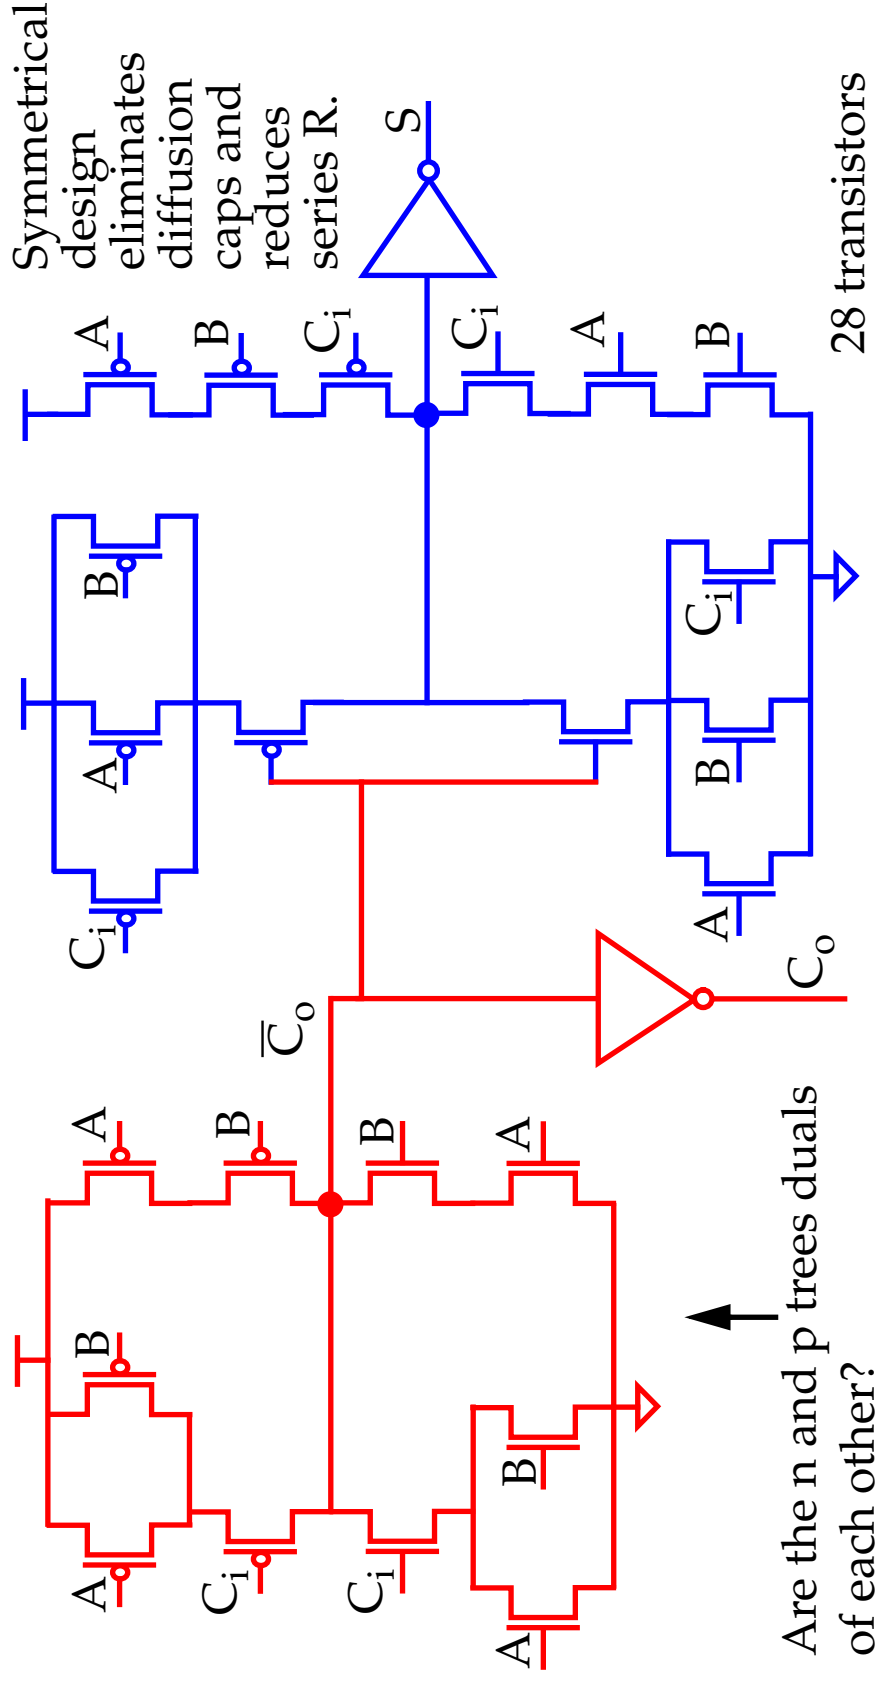 Symmetrical
design
eliminates
diffusion
caps and
reduces
series R.
A
B
A
Ci
A
B
A
Ci
B
B
C̅o
Ci
Ci
B
S
Ci
A
B
A
A
A
B
Ci
B
Co
Are the n and p trees duals
of each other?
28 transistors